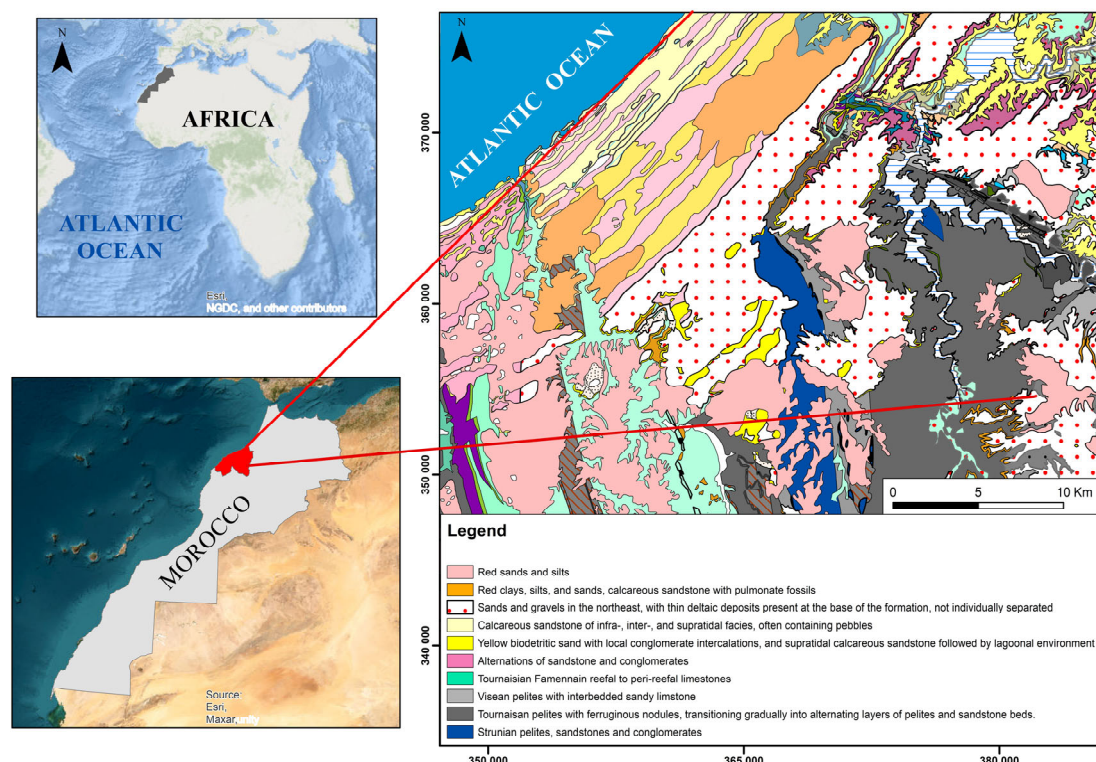 N
AFRICA
ATLANTIC
OCEAN
Esri,
NGDC, and other contributors
MOROCCO
Source:
Esri,
Maxar,unity
N
ATLANTIC OCEAN
370 000
360 000
350 000
340 000
0 5 10 Km
Legend
Red sands and silts
Red clays, silts, and sands, calcareous sandstone with pulmonate fossils
Sands and gravels in the northeast, with thin deltaic deposits present at the base of the formation, not individually separated
Calcareous sandstone of infra-, inter-, and supratidal facies, often containing pebbles
Yellow biodetritic sand with local conglomerate intercalations, and supratidal calcareous sandstone followed by lagoonal environment
Alternations of sandstone and conglomerates
Tournaisian Famennain reefal to peri-reefal limestones
Visean pelites with interbedded sandy limestone
Tournaisan pelites with ferruginous nodules, transitioning gradually into alternating layers of pelites and sandstone beds.
Strunian pelites, sandstones and conglomerates
350 000 365 000 380 000